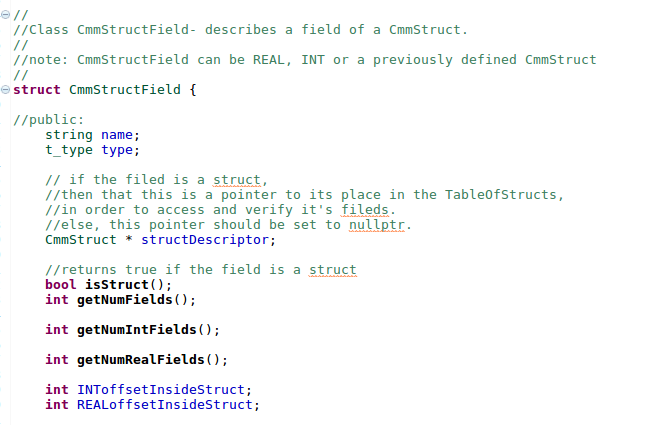 //
//Class CmmStructField- describes a field of a CmmStruct.
//
//note: CmmStructField can be REAL, INT or a previously defined CmmStruct
//
struct CmmStructField {
//public:
string name;
t_type type;
// if the filed is a struct,
//then that this is a pointer to its place in the TableOfStructs,
//in order to access and verify it's fileds.
//else, this pointer should be set to nullptr.
CmmStruct * structDescriptor;
//returns true if the field is a struct
bool isStruct();
int getNumFields();
int getNumIntFields();
int getNumRealFields();
int INToffsetInsideStruct;
int REALoffsetInsideStruct;